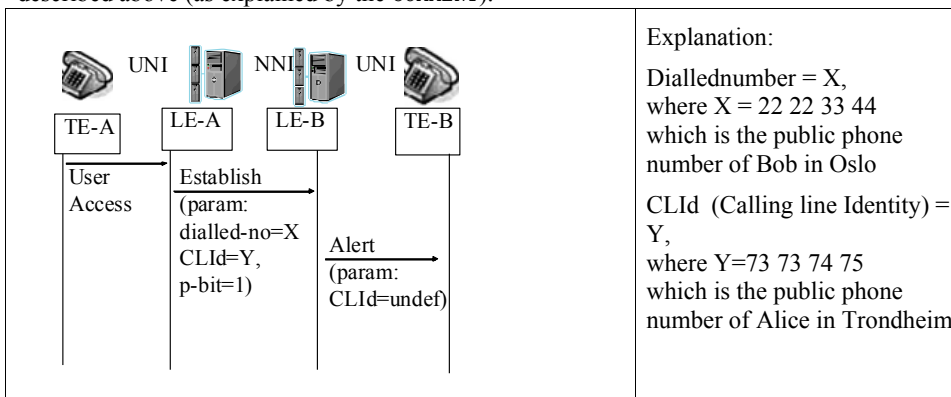 described above (as explained by the
UNI
NNI
UNI
TE-A
LE-A
LE-B
TE-B
User
Access
Establish
(param:
dialled-no=X
CLId=Y,
p-bit=1)
Alert
(param:
CLId=undef)
Explanation:
Diallednumber = X,
where X = 22 22 33 44
which is the public phone
number of Bob in Oslo
CLId (Calling line Identity) =
Y,
where Y=73 73 74 75
which is the public phone
number of Alice in Trondheim